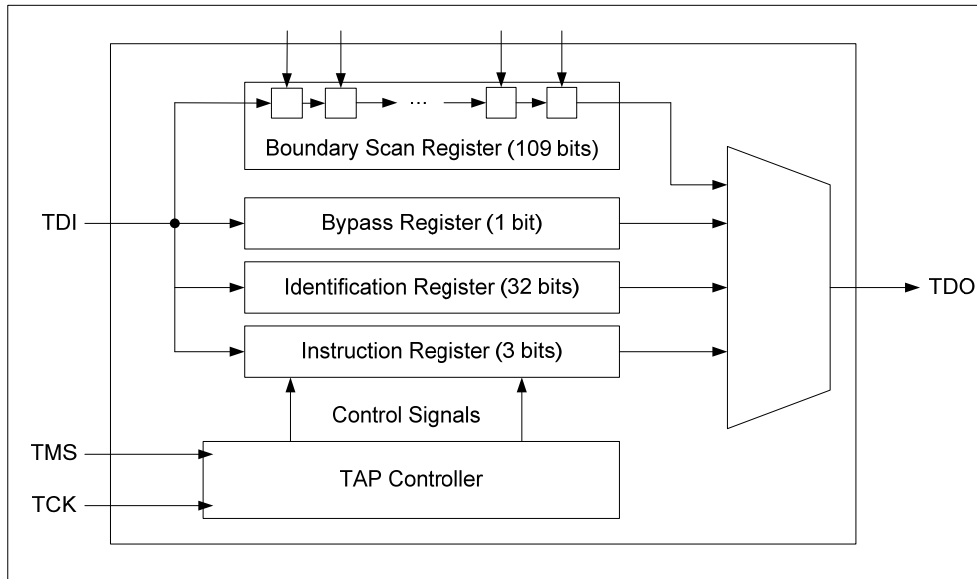 ...
Boundary Scan Register (109 bits)
TDI
Bypass Register (1 bit)
Identification Register (32 bits)
TDO
Instruction Register (3 bits)
Control Signals
TMS
TAP Controller
TCK